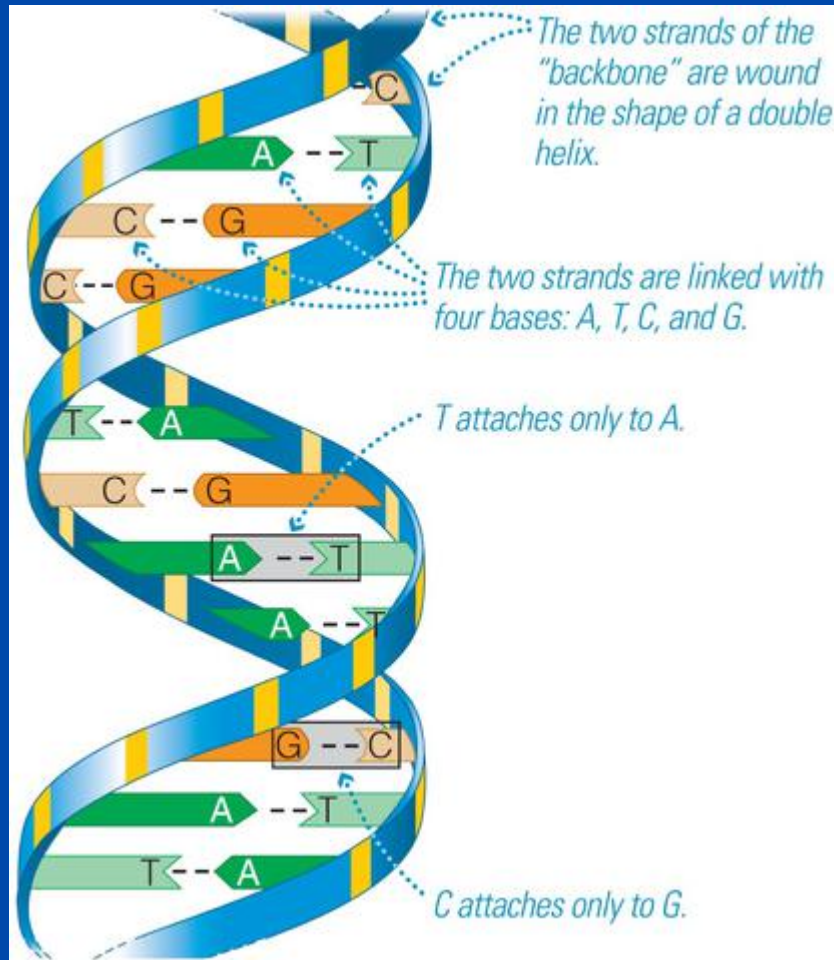 The two strands of the
"backbone" are wound
in the shape of a double
helix.
C
A T
C G
C G
The two strands are linked with
four bases: A, T, C, and G.
T A
T attaches only to A.
C G
A T
A T
G C
A T
T A
C attaches only to G.